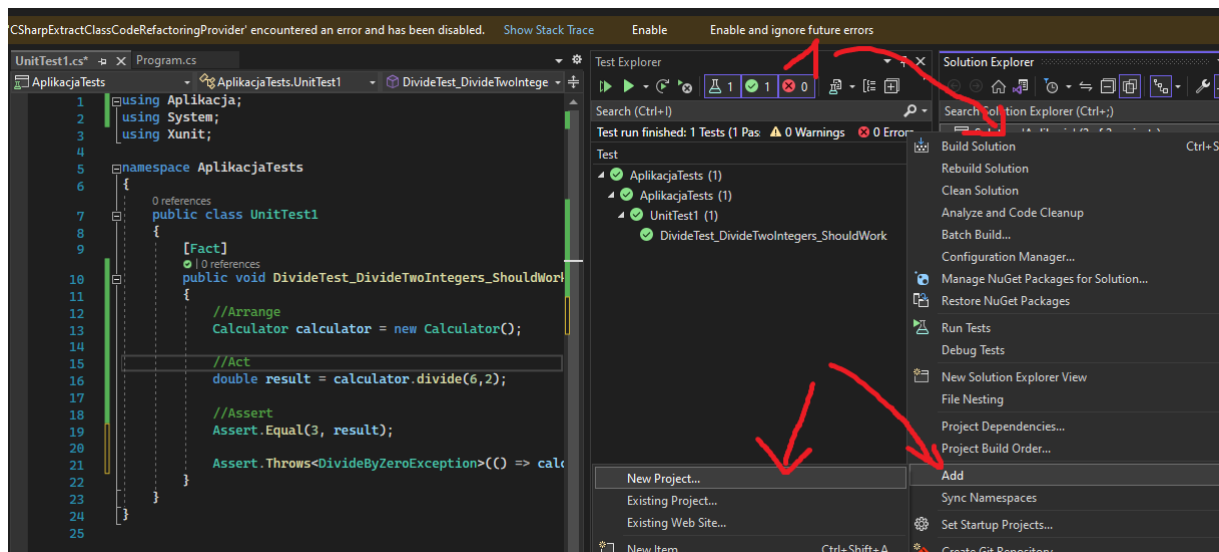 'CSharpExtractClassCodeRefactoringProvider' encountered an error and has been disabled. Show Stack Trace Enable Enable and ignore future errors
UnitTest1.cs* Program.cs
AplikacjaTests AplikacjaTests.UnitTest1 DivideTest_DivideTwoIntege
1 using Aplikacja;
2 using System;
3 using Xunit;
4
5 namespace AplikacjaTests
6 {
0 references
7 public class UnitTest1
8 {
9 [Fact]
0 references
10 public void DivideTest_DivideTwoIntegers_ShouldWork
11 {
12 //Arrange
13 Calculator calculator = new Calculator();
14
15 //Act
16 double result = calculator.divide(6,2);
17
18 //Assert
19 Assert.Equal(3, result);
20
21 Assert.Throws<DivideByZeroException>(() => calc
22 }
23 }
24 }
25
Test Explorer
1 1 0
Search (Ctrl+I)
Test run finished: 1 Tests (1 Pas 0 Warnings 0 Errors
Test
AplikacjaTests (1)
AplikacjaTests (1)
UnitTest1 (1)
DivideTest_DivideTwoIntegers_ShouldWork
Solution Explorer
Search Solution Explorer (Ctrl+;)
Build Solution Ctrl+S
Rebuild Solution
Clean Solution
Analyze and Code Cleanup
Batch Build...
Configuration Manager...
Manage NuGet Packages for Solution...
Restore NuGet Packages
Run Tests
Debug Tests
New Solution Explorer View
File Nesting
Project Dependencies...
Project Build Order...
Add
Sync Namespaces
Set Startup Projects...
Create Git Repository
New Project...
Existing Project...
Existing Web Site...
New Item Ctrl+Shift+A